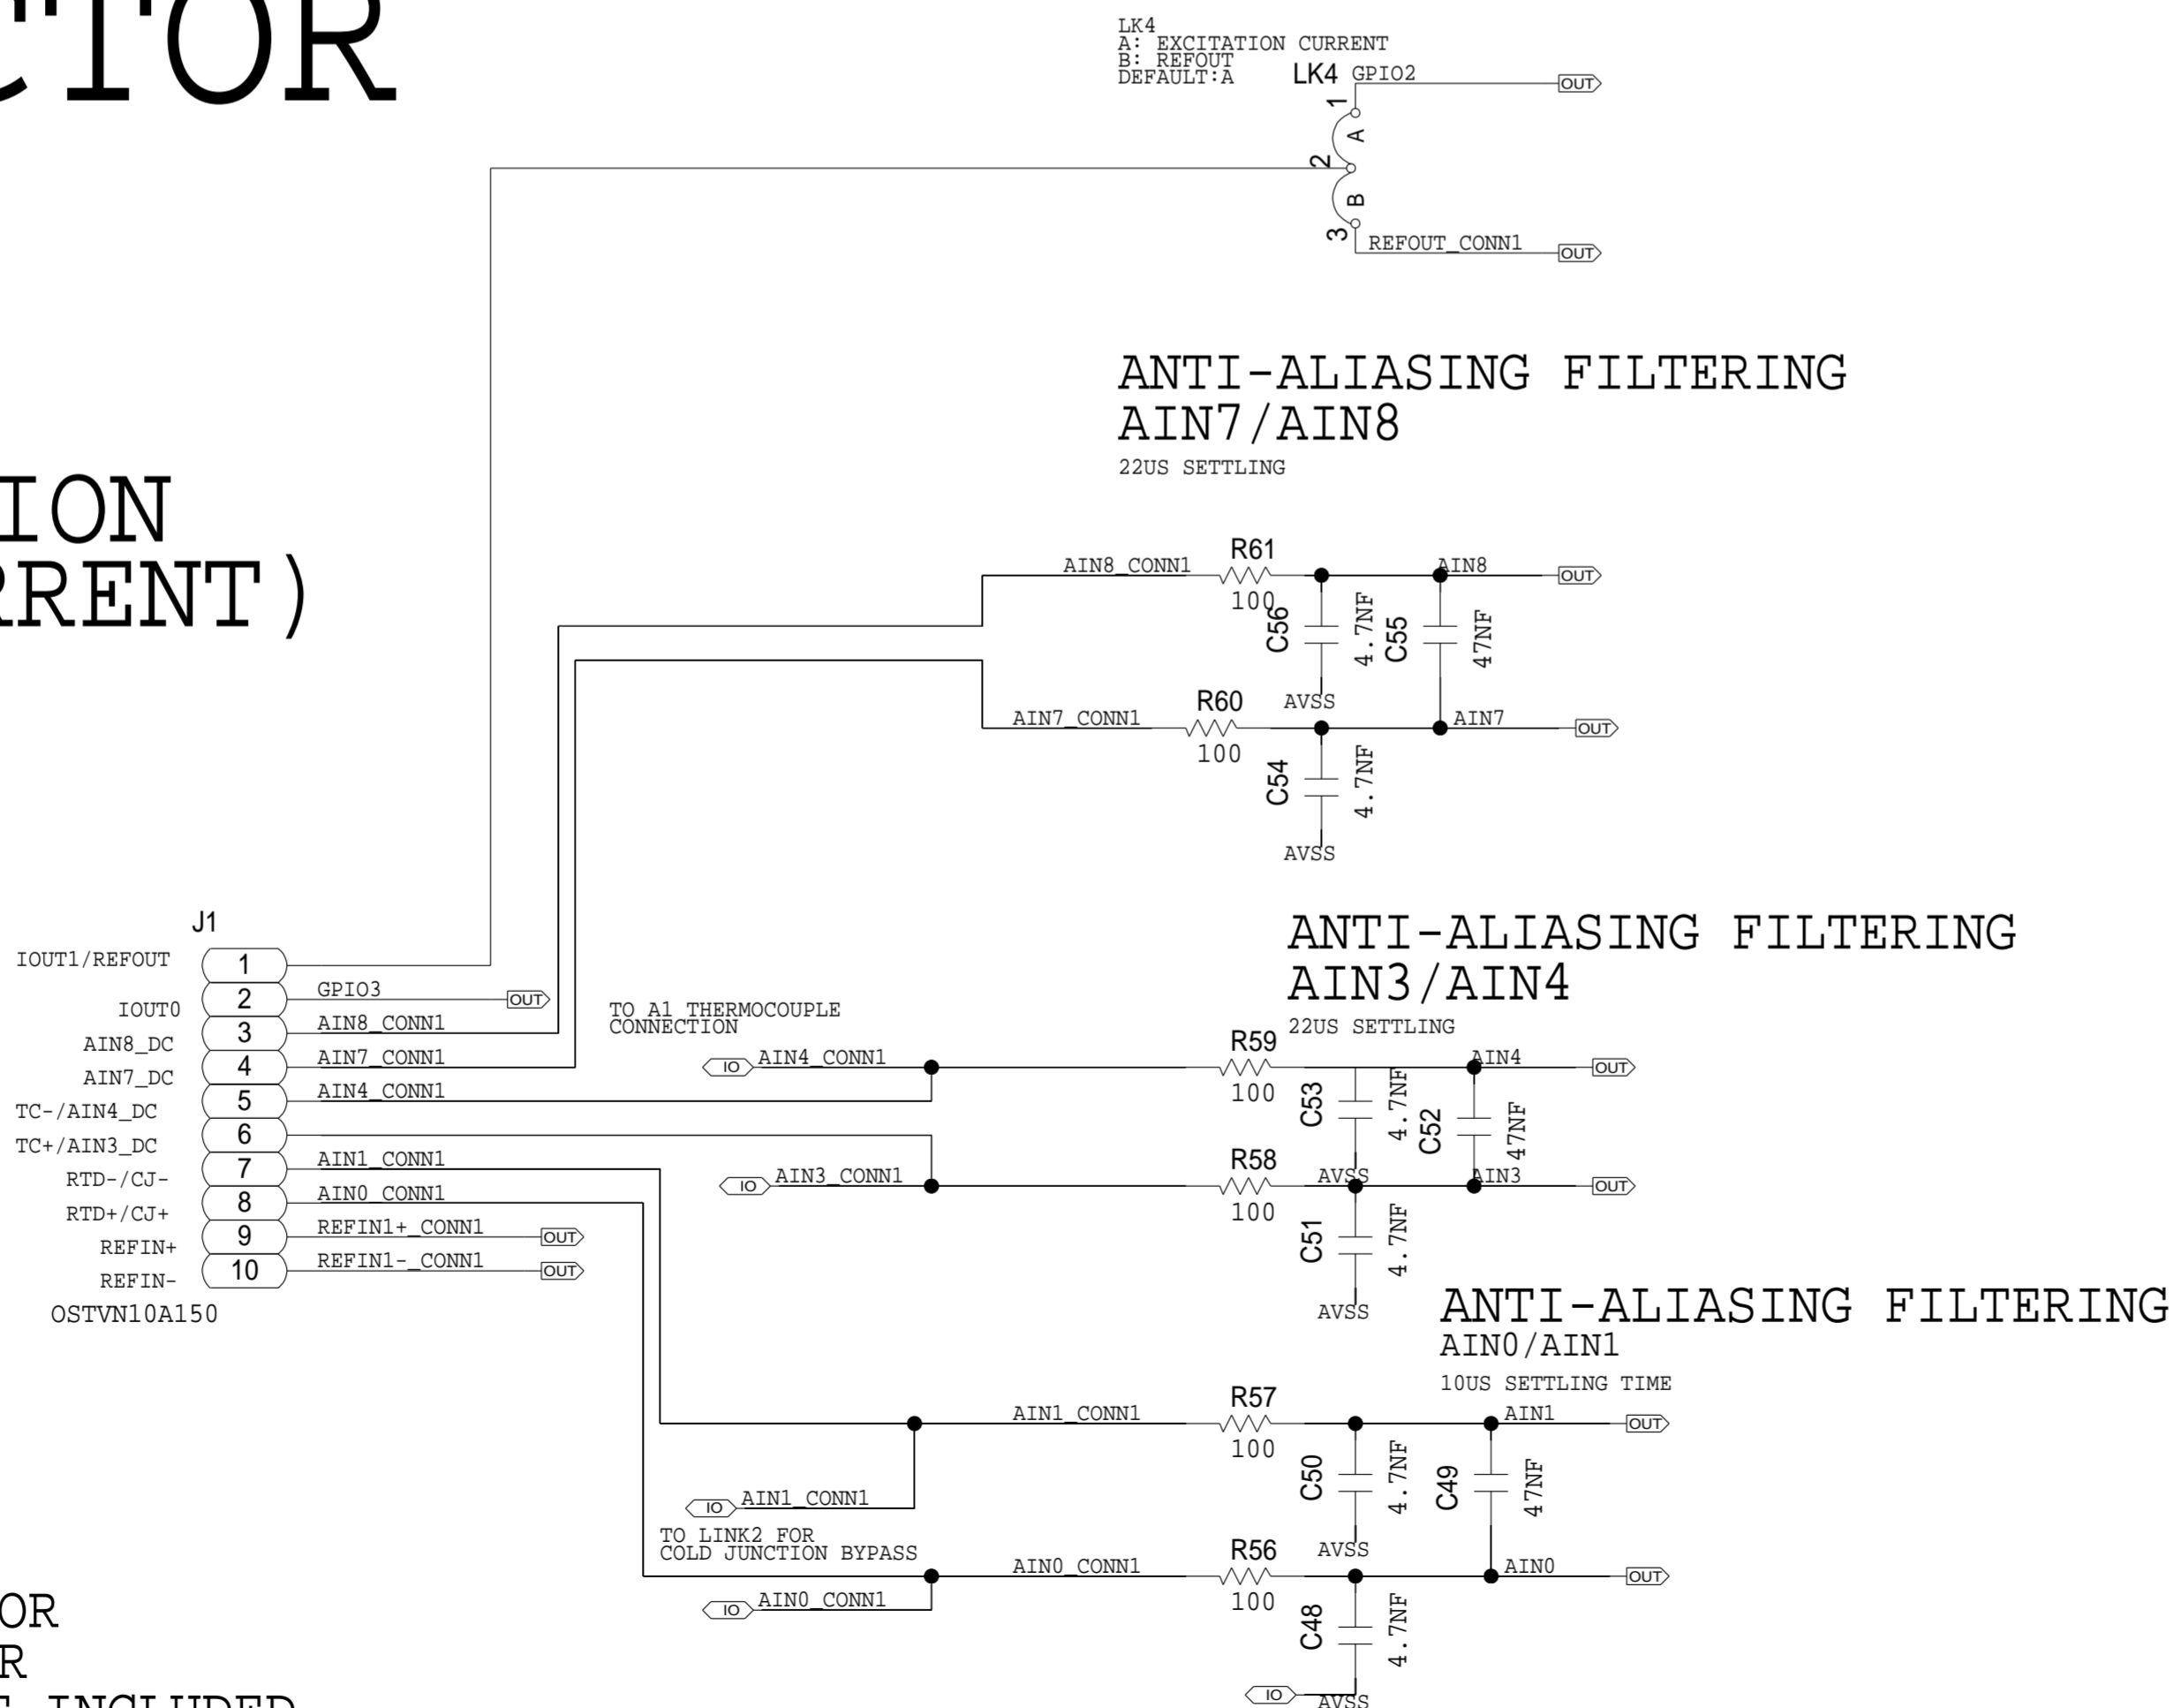 CTOR
LK4
A: EXCITATION CURRENT
B: REFOUT
DEFAULT:A
LK4
GPIO2
OUT
1
A
2
B
3
REFOUT_CONN1
OUT
ANTI-ALIASING FILTERING
AIN7/AIN8
22US SETTLING
ION
RRENT)
AIN8_CONN1
R61
100
AIN8
OUT
C56
4.7NF
C55
47NF
AVSS
AIN7_CONN1
R60
100
AIN7
OUT
C54
4.7NF
AVSS
J1
IOUT1/REFOUT
1
IOUT0
2
GPIO3
OUT
AIN8_DC
3
AIN8_CONN1
AIN7_DC
4
AIN7_CONN1
TC-/AIN4_DC
5
AIN4_CONN1
TC+/AIN3_DC
6
RTD-/CJ-
7
AIN1_CONN1
RTD+/CJ+
8
AIN0_CONN1
REFIN+
9
REFIN1+_CONN1
OUT
REFIN-
10
REFIN1-_CONN1
OUT
OSTVN10A150
ANTI-ALIASING FILTERING
AIN3/AIN4
22US SETTLING
TO A1 THERMOCOUPLE
CONNECTION
IO
AIN4_CONN1
R59
100
AIN4
OUT
C53
4.7NF
C52
47NF
AVSS
IO
AIN3_CONN1
R58
100
AIN3
OUT
C51
4.7NF
AVSS
ANTI-ALIASING FILTERING
AIN0/AIN1
10US SETTLING TIME
AIN1_CONN1
R57
100
AIN1
OUT
C50
4.7NF
C49
47NF
AVSS
IO
AIN1_CONN1
TO LINK2 FOR
COLD JUNCTION BYPASS
AIN0_CONN1
R56
100
AIN0
OUT
IO
AIN0_CONN1
C48
4.7NF
IO
AVSS
OR
R
INCLUDED